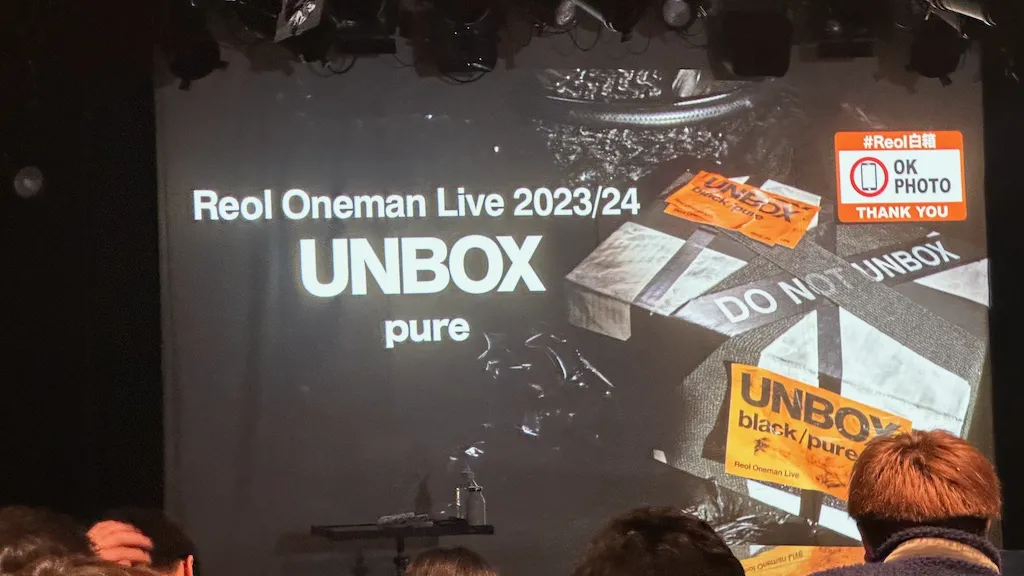 Reol Oneman Live 2023/24
UNBOX
pure
#Reol白箱
OK
PHOTO
THANK YOU
UNBOX
black/pure
DO NOT UNBOX
UNBOX
black/pure
Reol Oneman Live